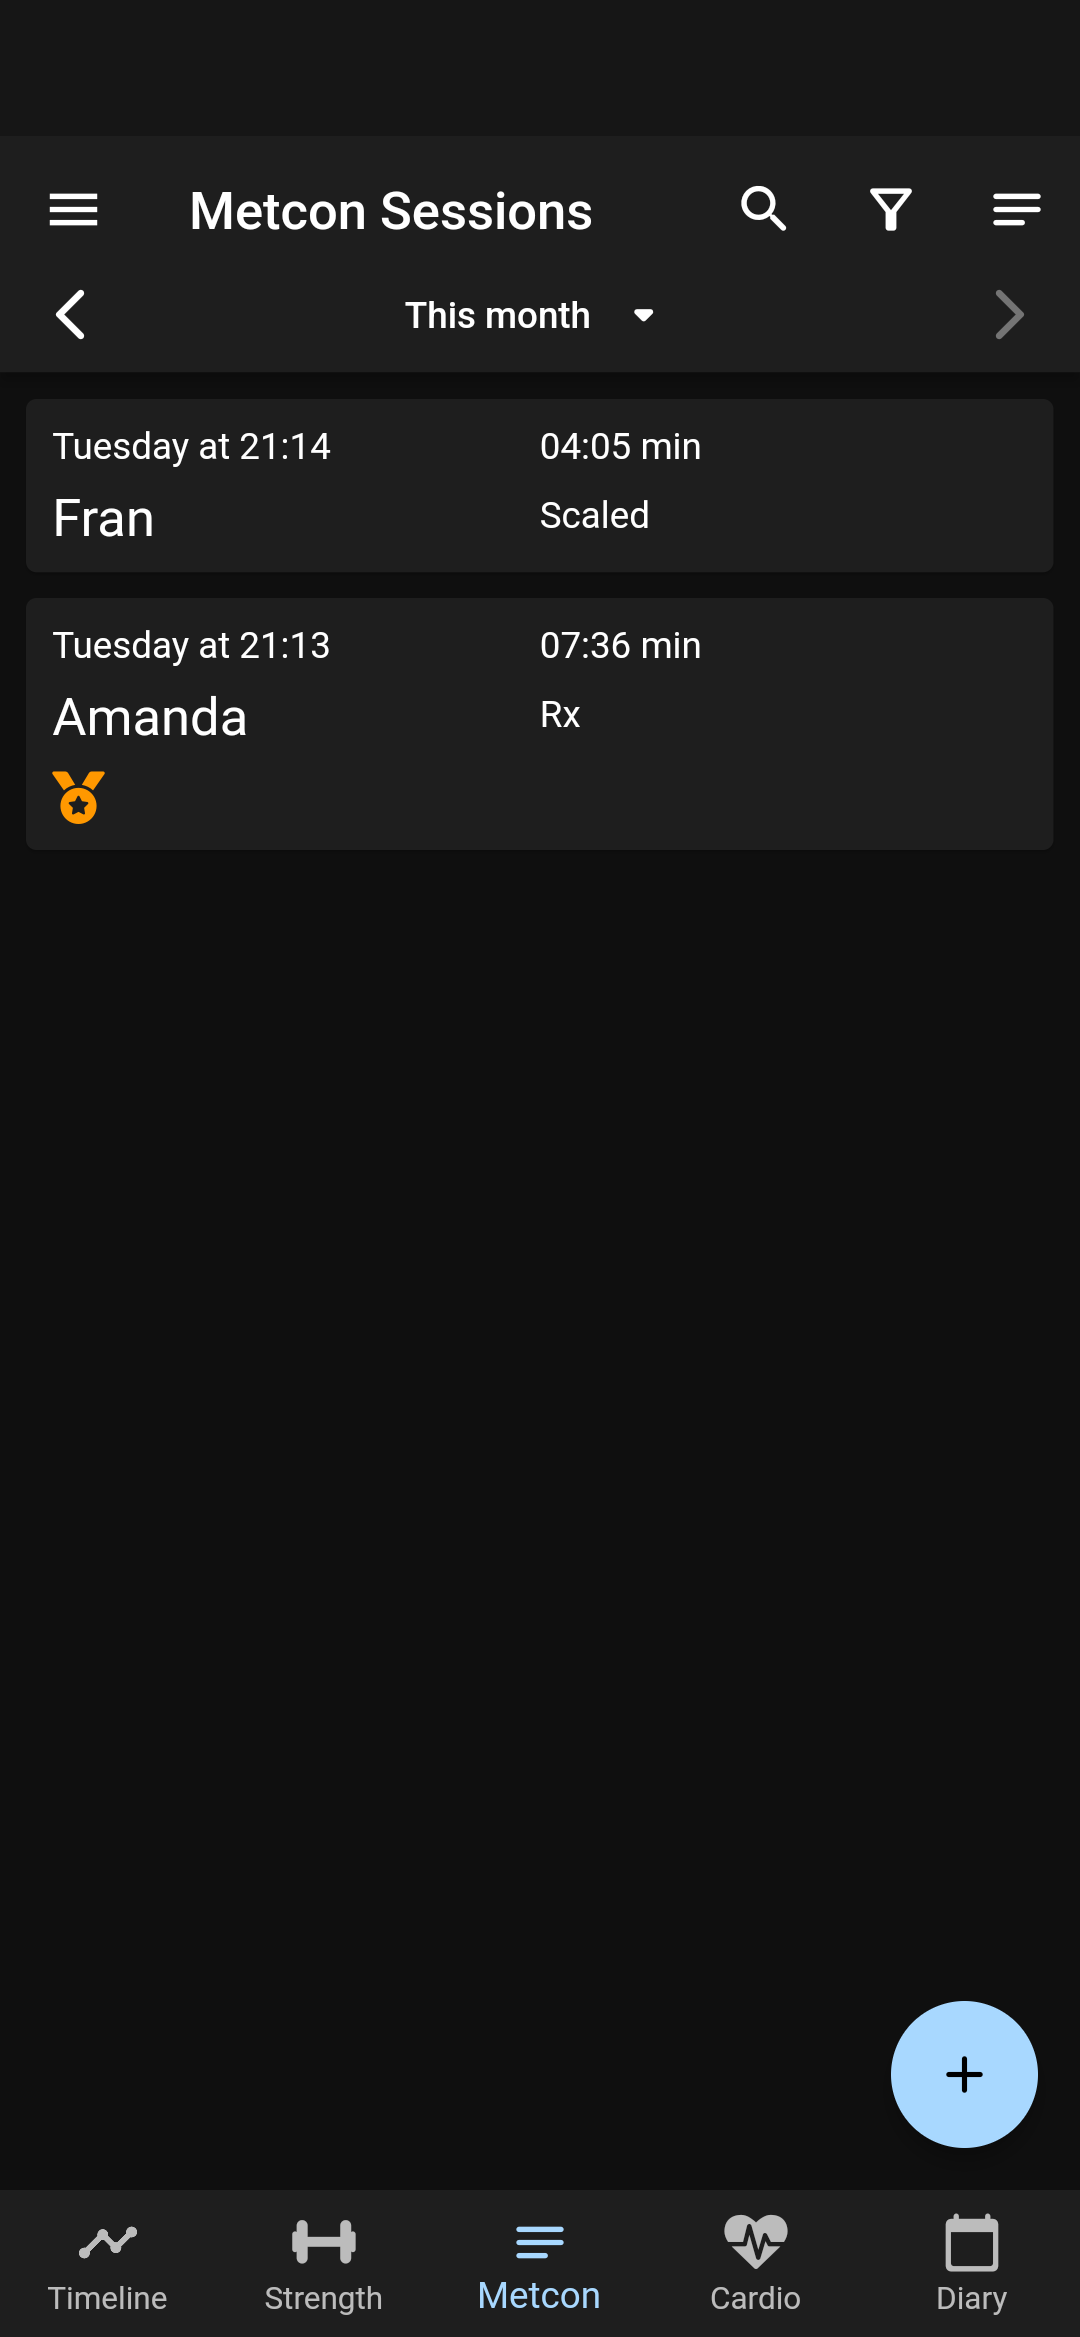 Metcon Sessions
This month
Tuesday at 21:14
04:05 min
Fran
Scaled
Tuesday at 21:13
07:36 min
Amanda
Rx
Timeline
Strength
Metcon
Cardio
Diary